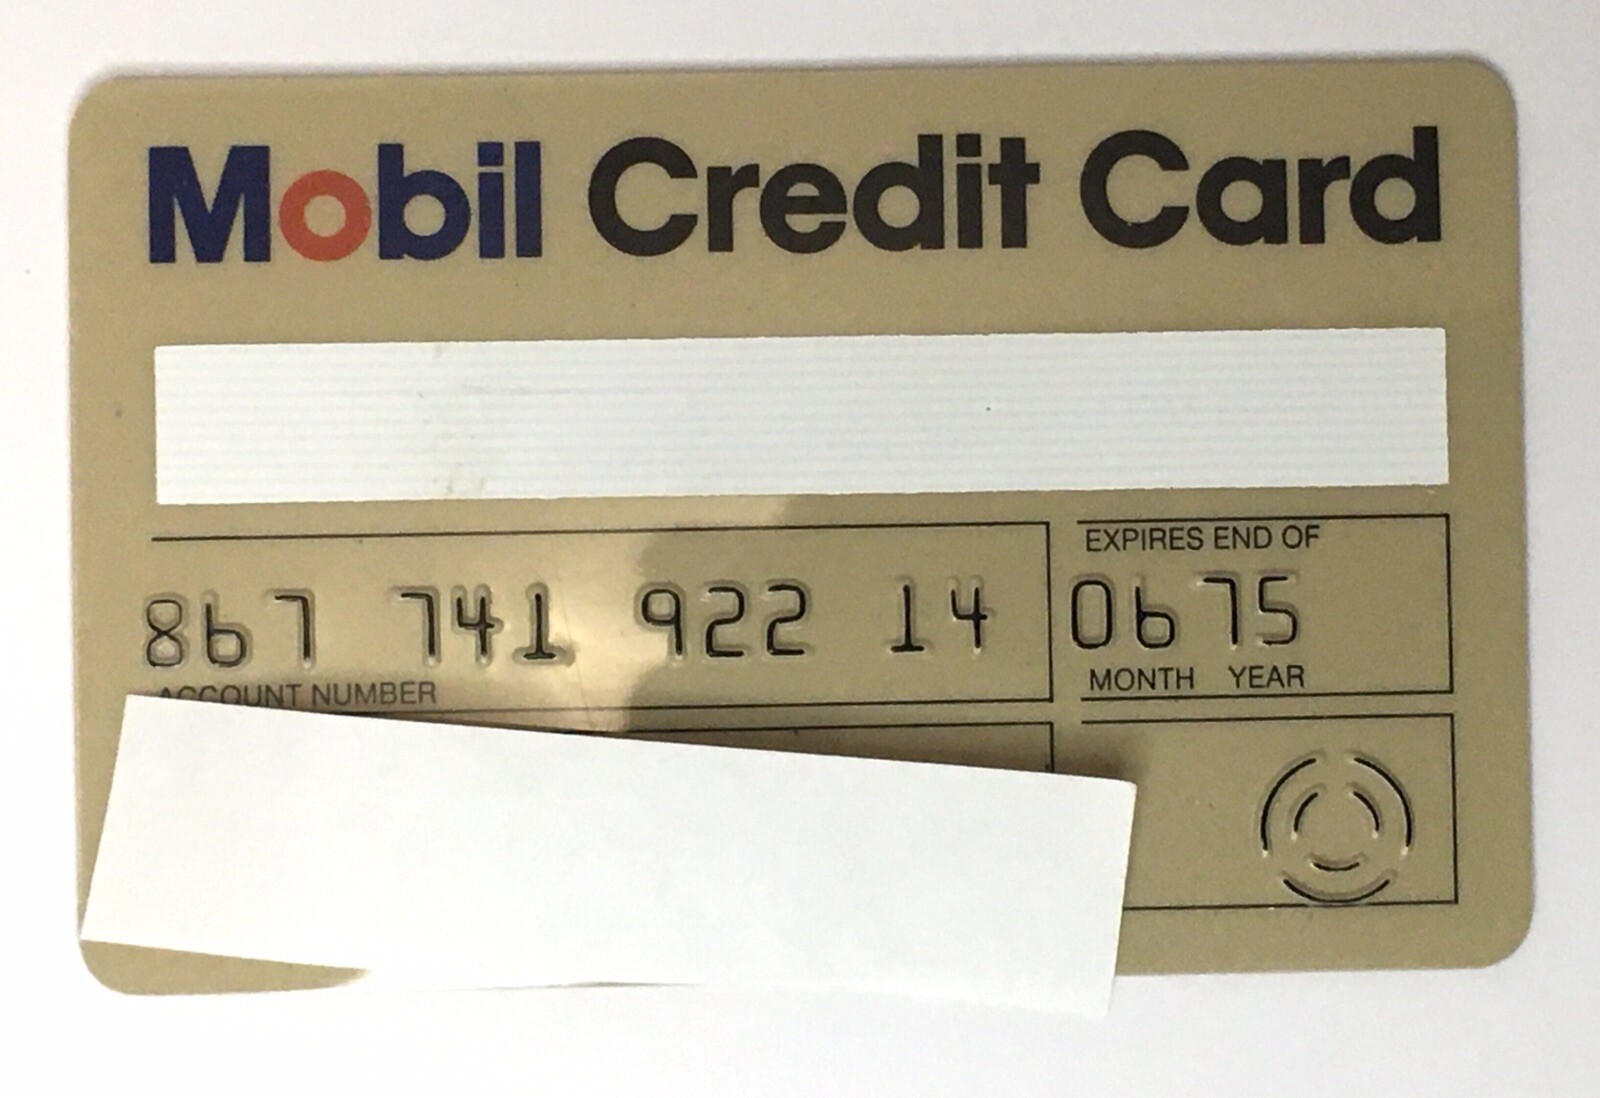 Mobil Credit Card
EXPIRES END OF
867 741 922 14 0675
ACCOUNT NUMBER
MONTH YEAR